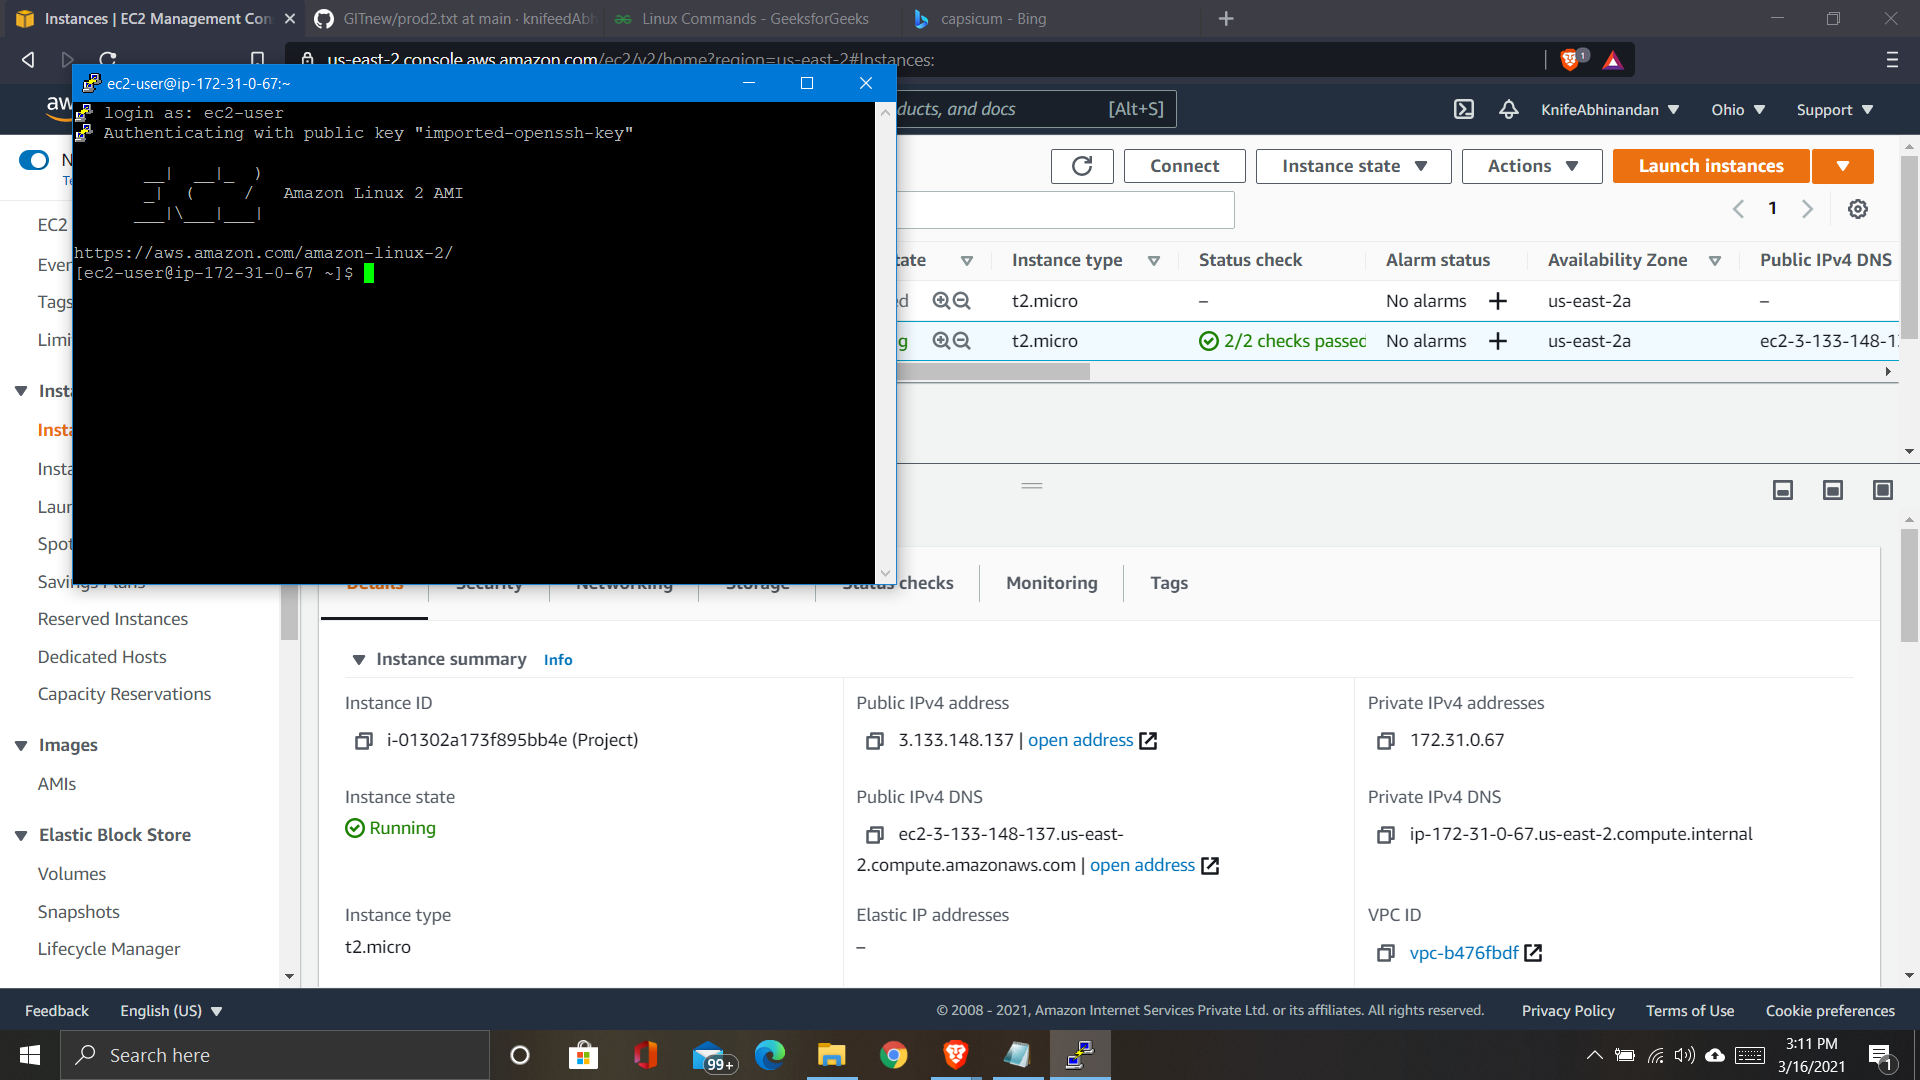 Instances | EC2 Management Con
GITnew/prod2.txt at main · knifeedAbh
Linux Commands - GeeksforGeeks
capsicum - Bing
us-east-2.console.aws.amazon.com/ec2/v2/home?region=us-east-2#Instances:
1
ec2-user@ip-172-31-0-67:~
login as: ec2-user
Authenticating with public key "imported-openssh-key"
__|  __|_  )
_|  (     /   Amazon Linux 2 AMI
___|\___|___|
https://aws.amazon.com/amazon-linux-2/
[ec2-user@ip-172-31-0-67 ~]$
aw
ducts, and docs
[Alt+S]
KnifeAbhinandan
Ohio
Support
N
Te
Connect
Instance state
Actions
Launch instances
1
tate
Instance type
Status check
Alarm status
Availability Zone
Public IPv4 DNS
ed
t2.micro
–
No alarms
us-east-2a
–
g
t2.micro
2/2 checks passed
No alarms
us-east-2a
ec2-3-133-148-1
EC2
Even
Tags
Limi
Insta
Insta
Insta
Laun
Spot
Savings Plans
Reserved Instances
Dedicated Hosts
Capacity Reservations
Images
AMIs
Elastic Block Store
Volumes
Snapshots
Lifecycle Manager
Details
Security
Networking
Storage
Status checks
Monitoring
Tags
Instance summary Info
Instance ID
i-01302a173f895bb4e (Project)
Public IPv4 address
3.133.148.137 | open address
Private IPv4 addresses
172.31.0.67
Instance state
Running
Public IPv4 DNS
ec2-3-133-148-137.us-east-
2.compute.amazonaws.com | open address
Private IPv4 DNS
ip-172-31-0-67.us-east-2.compute.internal
Instance type
t2.micro
Elastic IP addresses
–
VPC ID
vpc-b476fbdf
Feedback
English (US)
© 2008 - 2021, Amazon Internet Services Private Ltd. or its affiliates. All rights reserved.
Privacy Policy
Terms of Use
Cookie preferences
Search here
99+
3:11 PM
3/16/2021
1